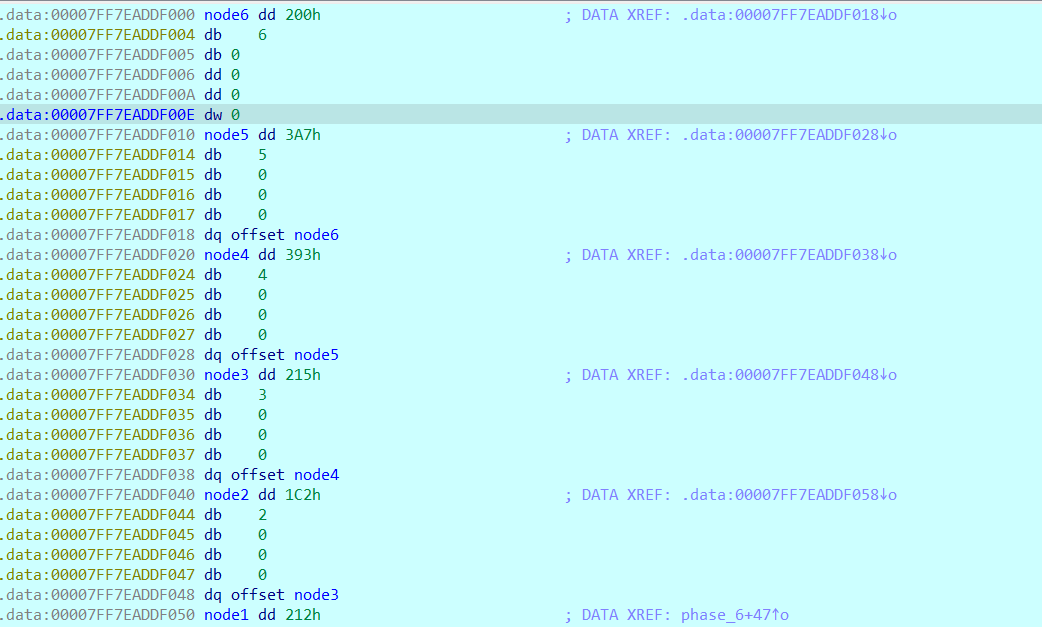 .data:00007FF7EADDF000 node6 dd 200h ; DATA XREF: .data:00007FF7EADDF018↓o
.data:00007FF7EADDF004 db 6
.data:00007FF7EADDF005 db 0
.data:00007FF7EADDF006 dd 0
.data:00007FF7EADDF00A dd 0
.data:00007FF7EADDF00E dw 0
.data:00007FF7EADDF010 node5 dd 3A7h ; DATA XREF: .data:00007FF7EADDF028↓o
.data:00007FF7EADDF014 db 5
.data:00007FF7EADDF015 db 0
.data:00007FF7EADDF016 db 0
.data:00007FF7EADDF017 db 0
.data:00007FF7EADDF018 dq offset node6
.data:00007FF7EADDF020 node4 dd 393h ; DATA XREF: .data:00007FF7EADDF038↓o
.data:00007FF7EADDF024 db 4
.data:00007FF7EADDF025 db 0
.data:00007FF7EADDF026 db 0
.data:00007FF7EADDF027 db 0
.data:00007FF7EADDF028 dq offset node5
.data:00007FF7EADDF030 node3 dd 215h ; DATA XREF: .data:00007FF7EADDF048↓o
.data:00007FF7EADDF034 db 3
.data:00007FF7EADDF035 db 0
.data:00007FF7EADDF036 db 0
.data:00007FF7EADDF037 db 0
.data:00007FF7EADDF038 dq offset node4
.data:00007FF7EADDF040 node2 dd 1C2h ; DATA XREF: .data:00007FF7EADDF058↓o
.data:00007FF7EADDF044 db 2
.data:00007FF7EADDF045 db 0
.data:00007FF7EADDF046 db 0
.data:00007FF7EADDF047 db 0
.data:00007FF7EADDF048 dq offset node3
.data:00007FF7EADDF050 node1 dd 212h ; DATA XREF: phase_6+47↑o